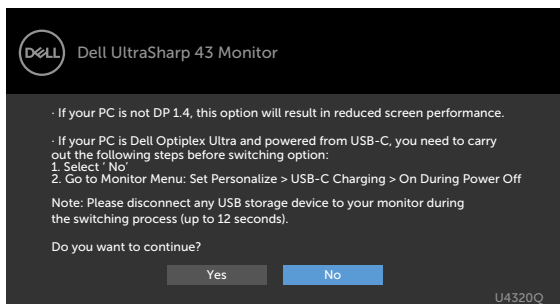 DELL
Dell UltraSharp 43 Monitor
· If your PC is not DP 1.4, this option will result in reduced screen performance.
· If your PC is Dell Optiplex Ultra and powered from USB-C, you need to carry
out the following steps before switching option:
1. Select ‘ No’
2. Go to Monitor Menu: Set Personalize > USB-C Charging > On During Power Off
Note: Please disconnect any USB storage device to your monitor during
the switching process (up to 12 seconds).
Do you want to continue?
Yes No
U4320Q